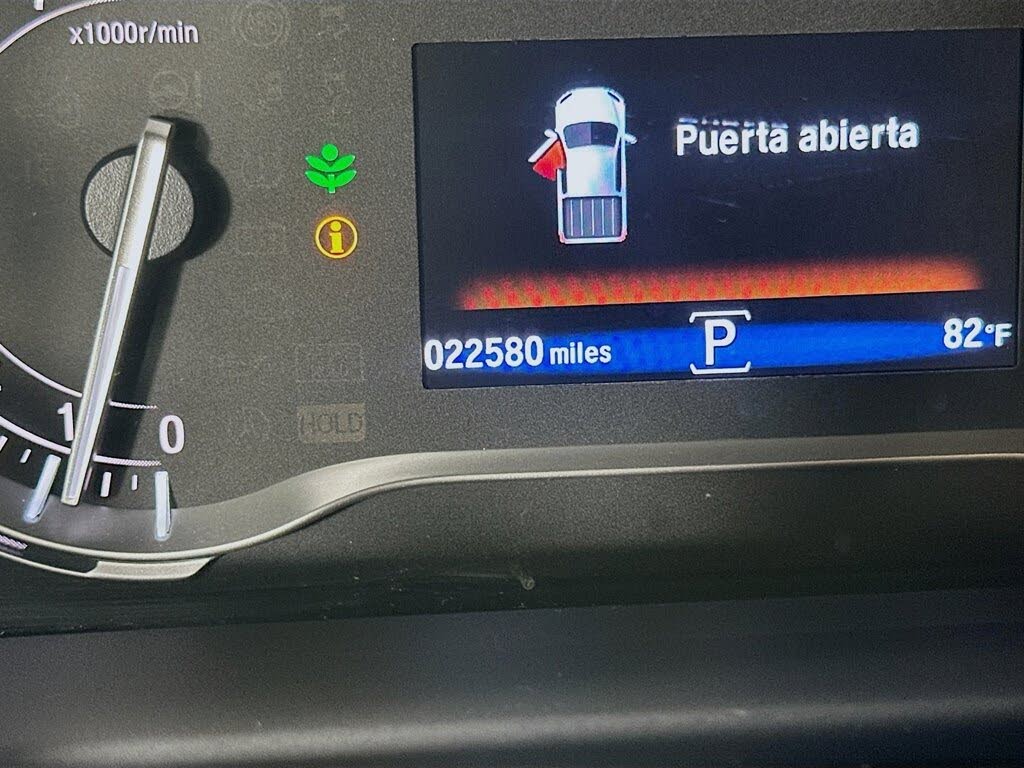 x1000r/min
Puerta abierta
022580 miles
P
82°F
1
0
HOLD